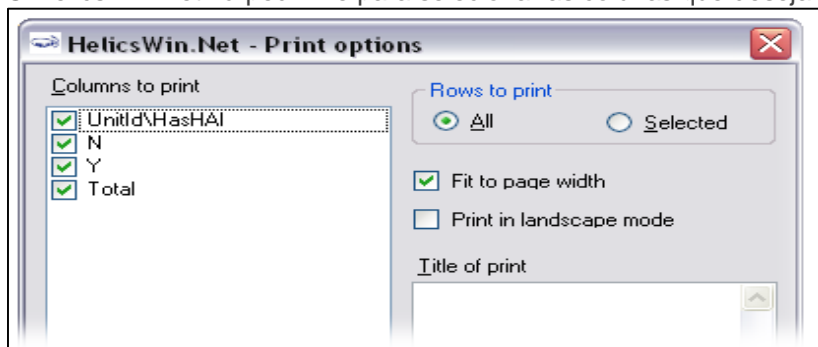 HelicsWin.Net - Print options
Columns to print
UnitId\HasHAI
N
Y
Total
Rows to print
All
Selected
Fit to page width
Print in landscape mode
Title of print